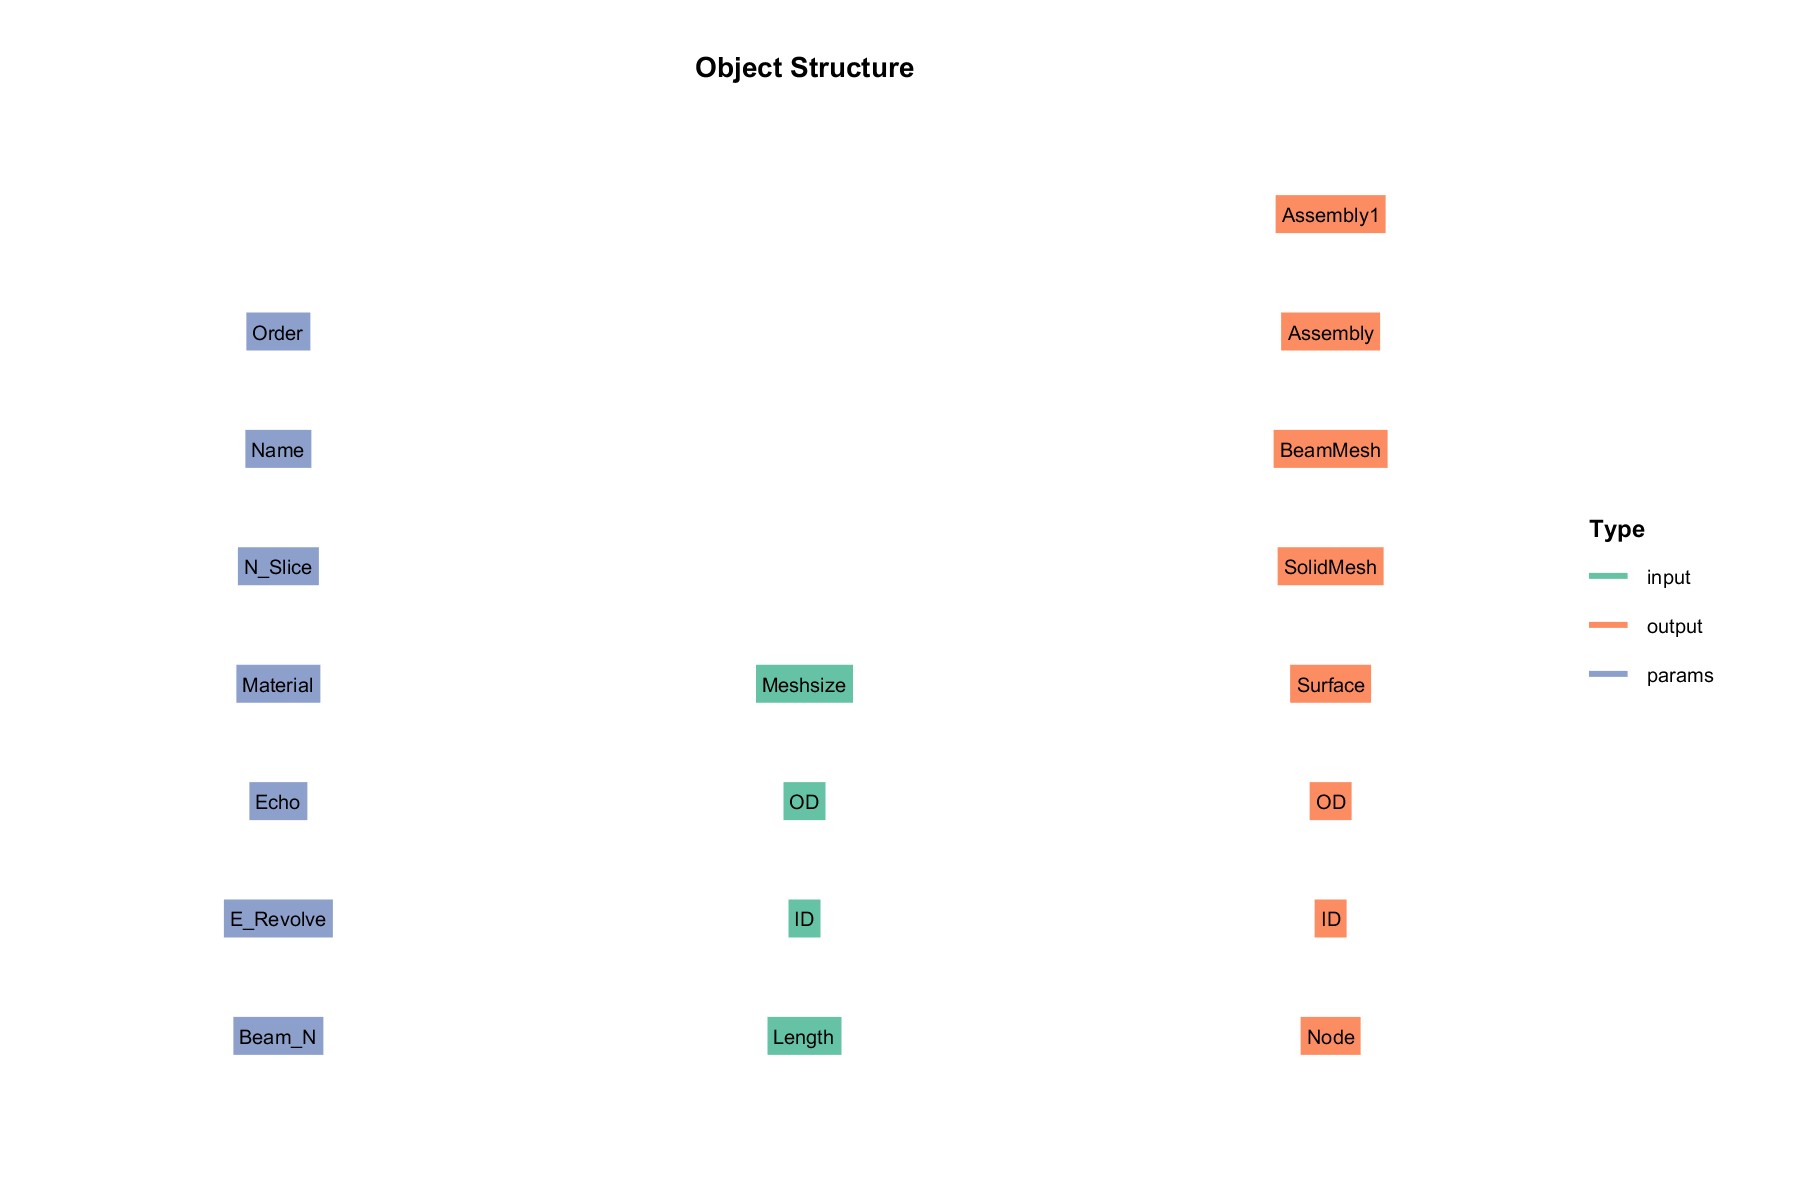 Object Structure
Assembly1
Order
Assembly
Name
BeamMesh
N_Slice
SolidMesh
Material
Meshsize
Surface
Echo
OD
OD
E_Revolve
ID
ID
Beam_N
Length
Node
Type
input
output
params